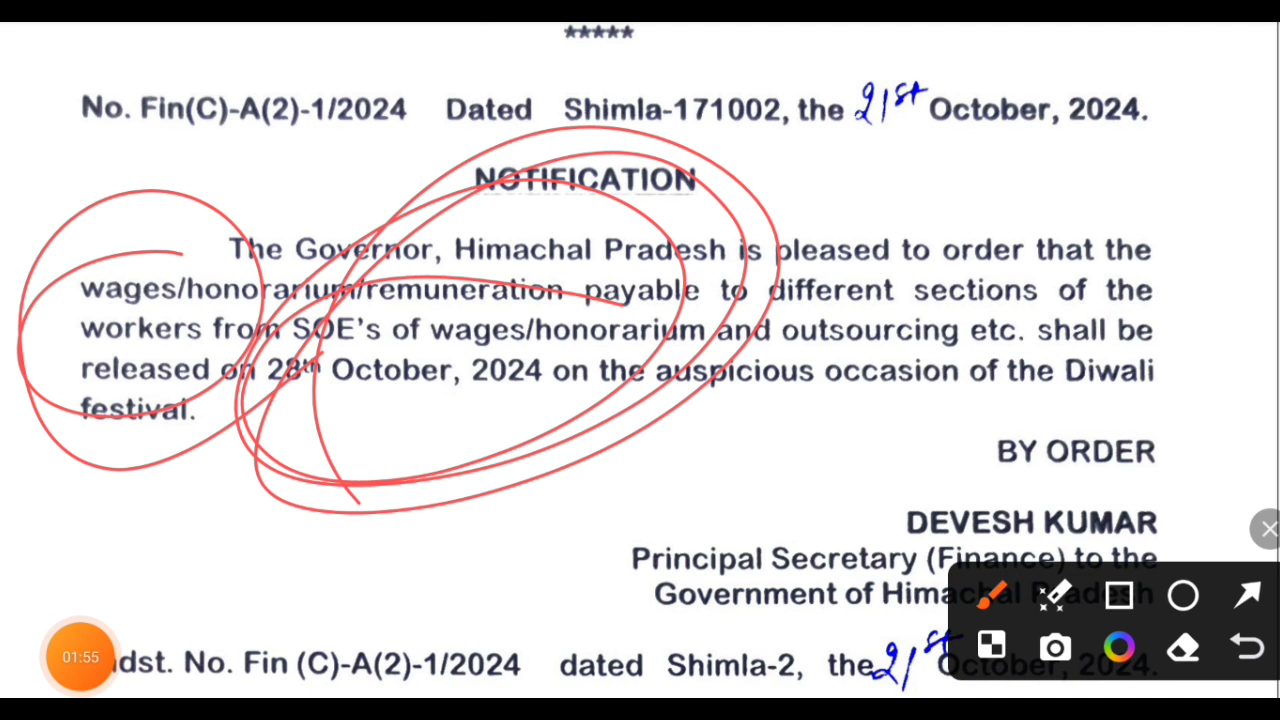 *****
No. Fin(C)-A(2)-1/2024 Dated Shimla-171002, the 21st October, 2024.
NOTIFICATION
The Governor, Himachal Pradesh is pleased to order that the
wages/honorarium/remuneration payable to different sections of the
workers from SOE's of wages/honorarium and outsourcing etc. shall be
released on 28th October, 2024 on the auspicious occasion of the Diwali
festival.
BY ORDER
DEVESH KUMAR
Principal Secretary (Finance) to the
Government of Himachal Pradesh
dst. No. Fin (C)-A(2)-1/2024 dated Shimla-2, the 21st October, 2024.
01:55